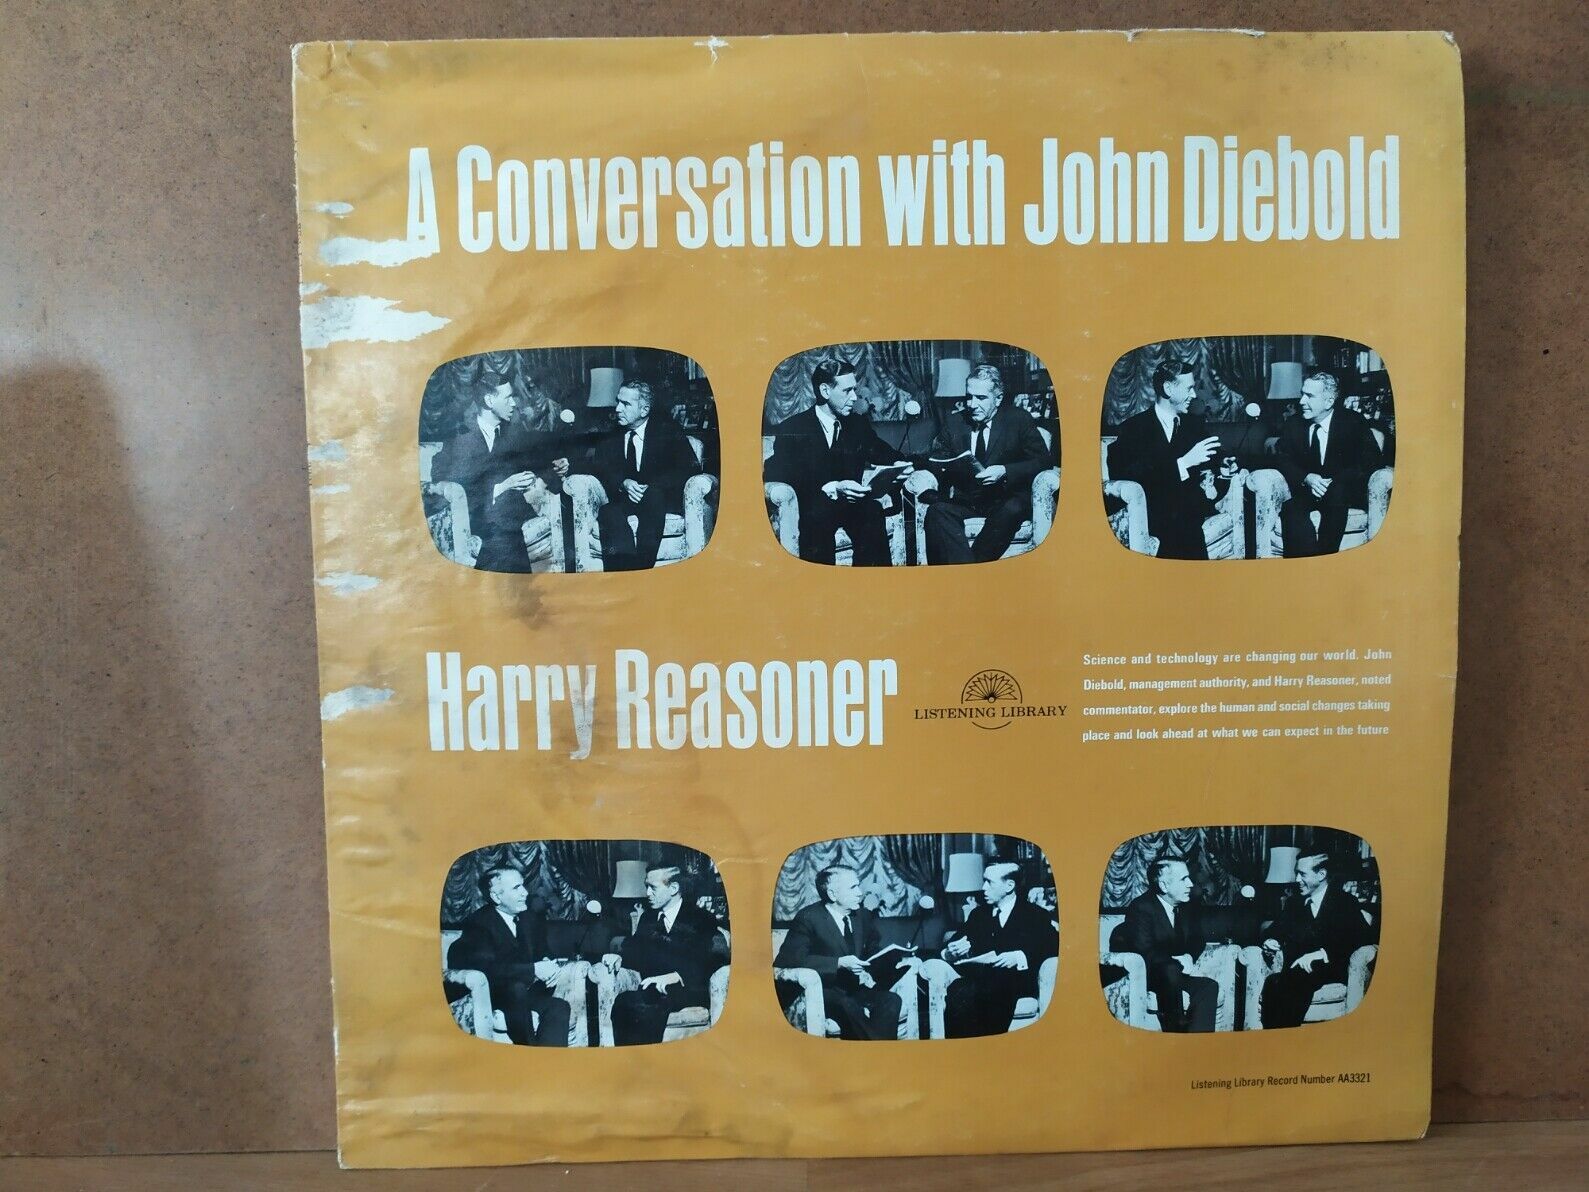 A Conversation with John Diebold
Harry Reasoner
LISTENING LIBRARY
Science and technology are changing our world. John
Diebold, management authority, and Harry Reasoner, noted
commentator, explore the human and social changes taking
place and look ahead at what we can expect in the future
Listening Library Record Number AA3321